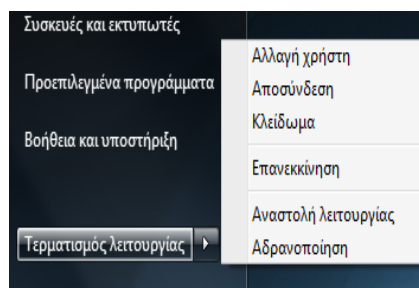 Συσκευές και εκτυπωτές
Προεπιλεγμένα προγράμματα
Βοήθεια και υποστήριξη
Τερματισμός λειτουργίας
Αλλαγή χρήστη
Αποσύνδεση
Κλείδωμα
Επανεκκίνηση
Αναστολή λειτουργίας
Αδρανοποίηση